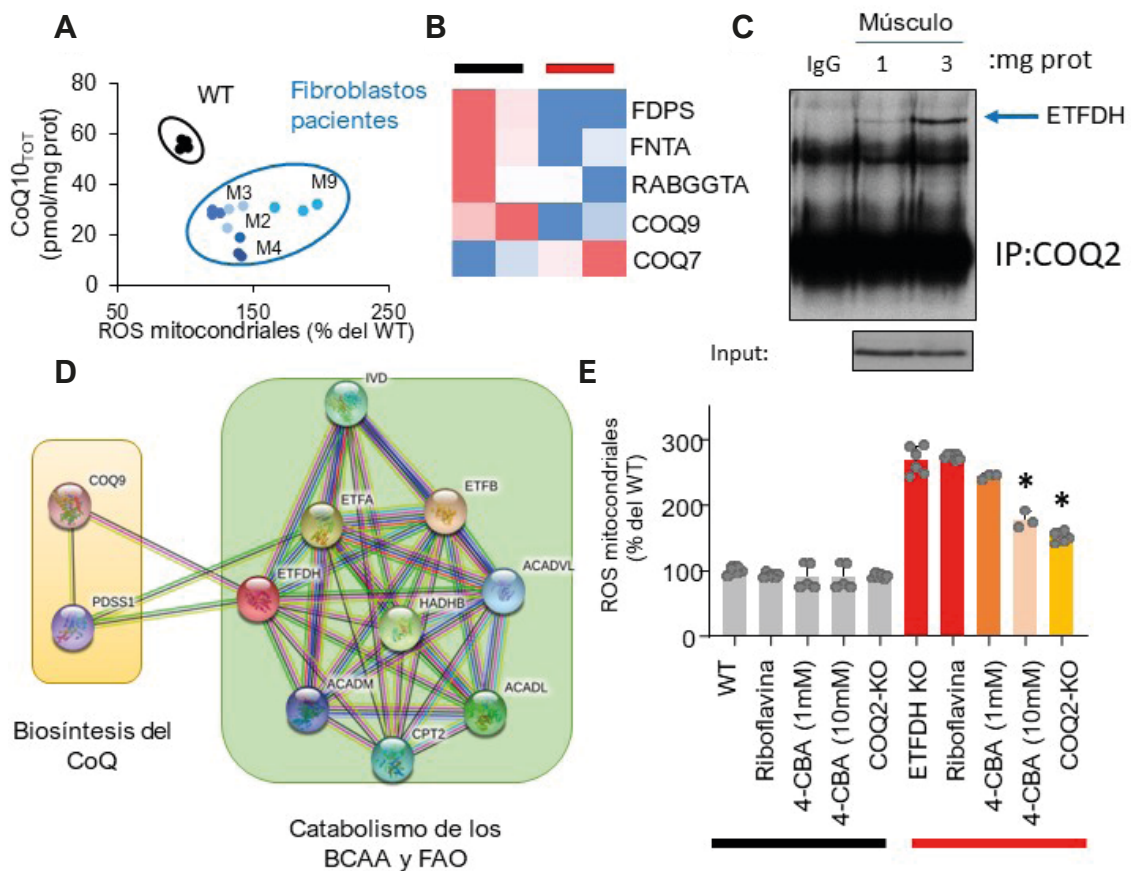 A
CoQ10TOT
(pmol/mg prot)
80
60
40
20
0
WT
Fibroblastos
pacientes
M3
M9
M2
M4
50
150
250
ROS mitocondriales (% del WT)
B
FDPS
FNTA
RABGGTA
COQ9
COQ7
C
Músculo
IgG 1 3 :mg prot
ETFDH
IP:COQ2
Input:
D
IVD
COQ9
ETFA
ETFB
ETFDH
ACADVL
PDSS1
HADHB
ACADM
ACADL
CPT2
Biosíntesis del
CoQ
Catabolismo de los
BCAA y FAO
E
ROS mitocondriales
(% del WT)
300
200
100
0
*
*
WT
Riboflavina
4-CBA (1mM)
4-CBA (10mM)
COQ2-KO
ETFDH KO
Riboflavina
4-CBA (1mM)
4-CBA (10mM)
COQ2-KO